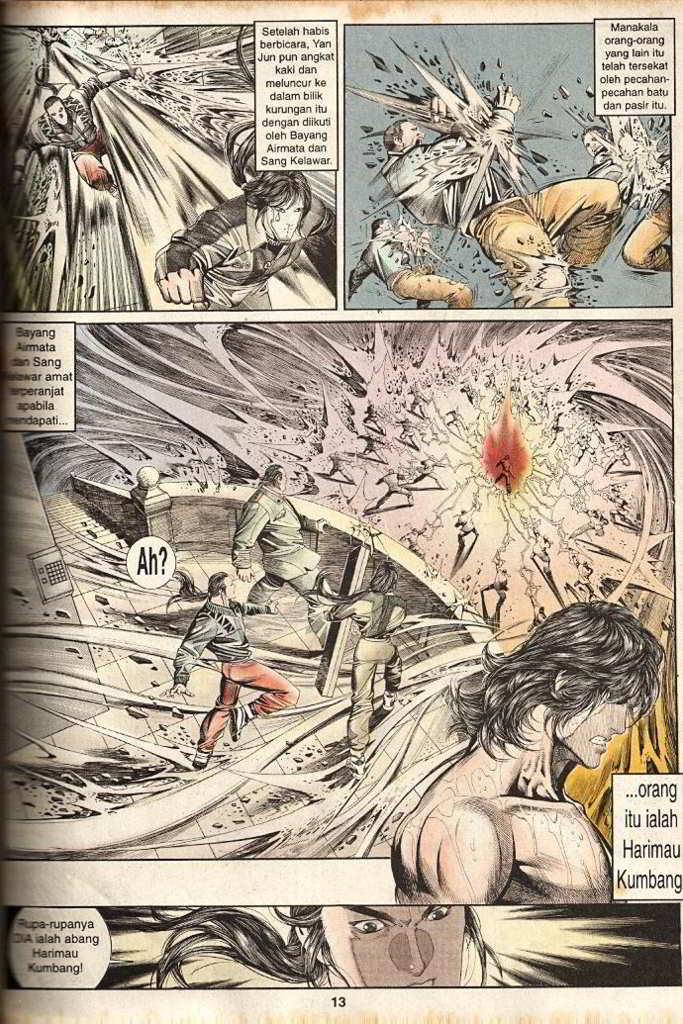 Setelah habis
berbicara, Yan
Jun pun angkat
kaki dan
meluncur ke
dalam bilik
kurungan itu
dengan diikuti
oleh Bayang
Airmata dan
Sang Kelawar.
Manakala
orang-orang
yang lain itu
telah tersekat
oleh pecahan-
pecahan batu
dan pasir itu.
Bayang
Airmata
dan Sang
Kelawar amat
terperanjat
apabila
mendapati...
Ah?
...orang
itu ialah
Harimau
Kumbang
Rupa-rupanya
DIA ialah abang
Harimau
Kumbang!
13